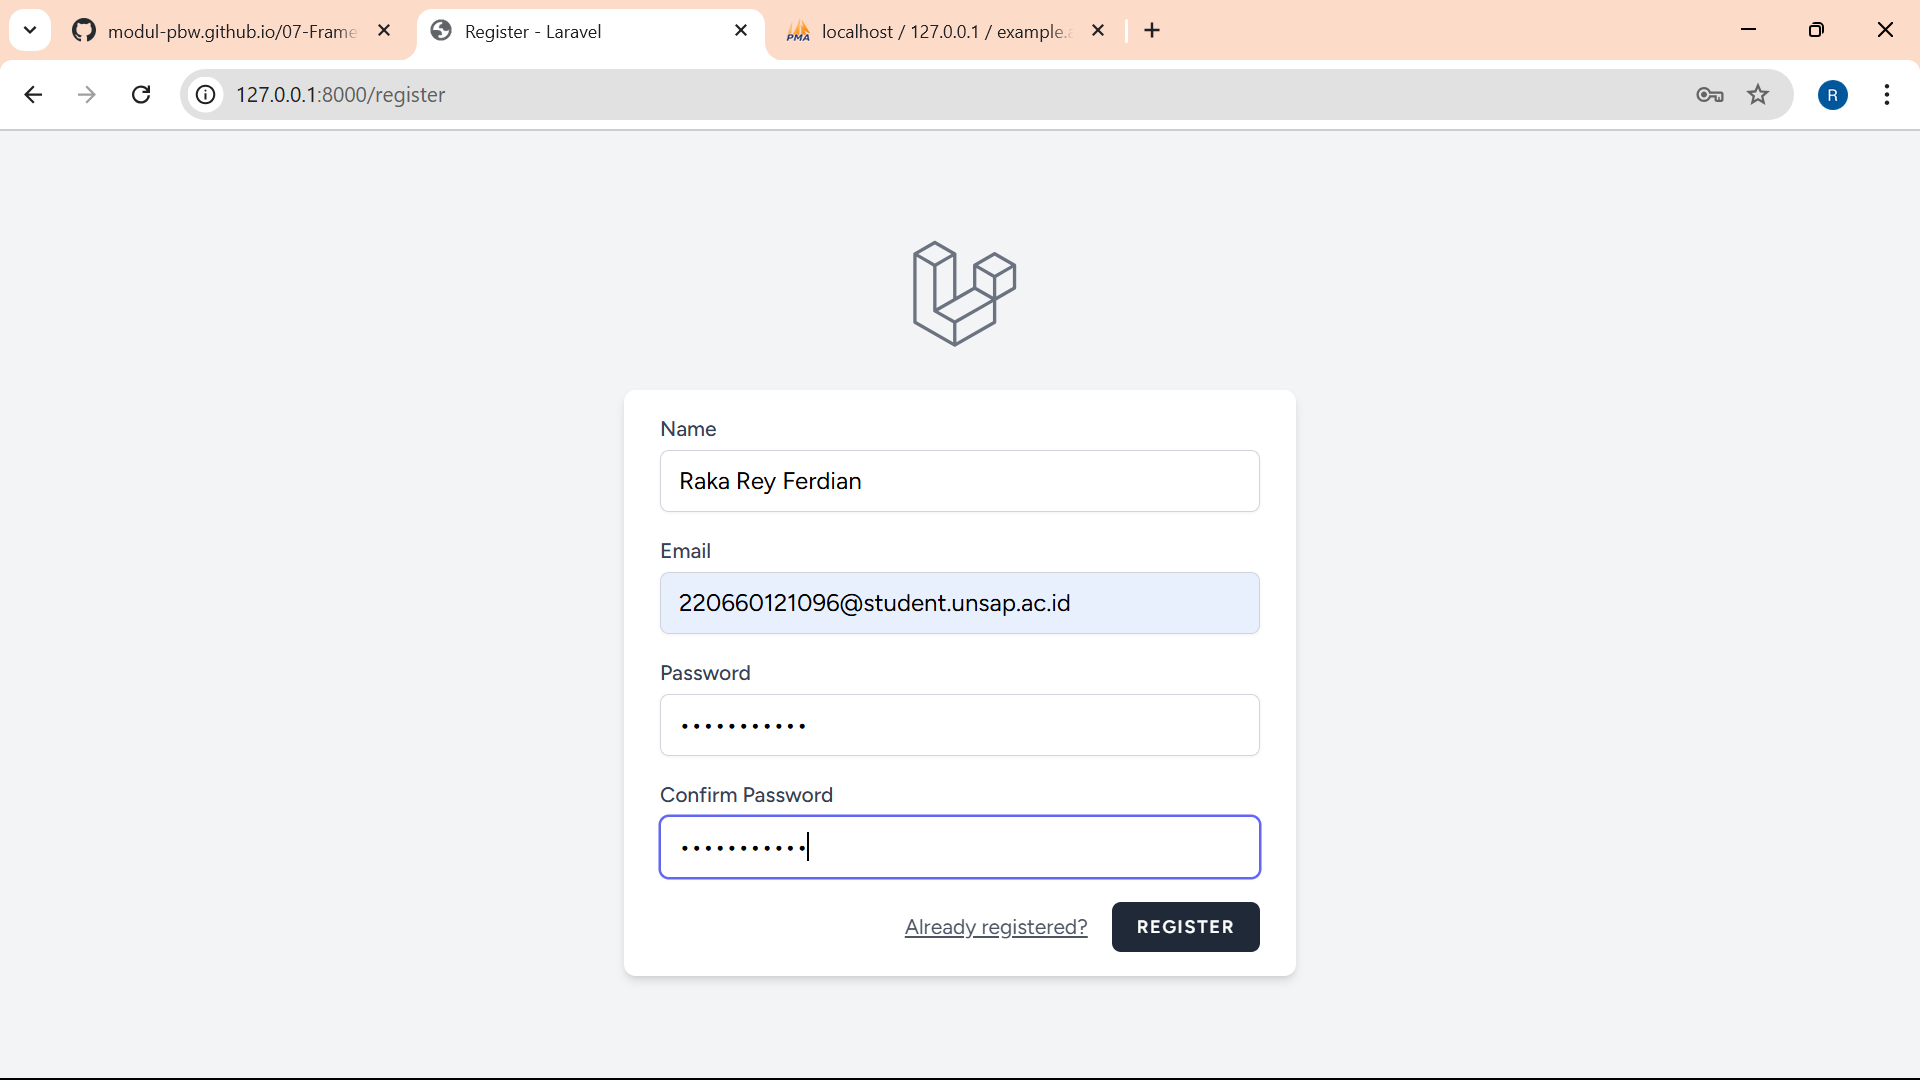 modul-pbw.github.io/07-Frame
Register - Laravel
PMA
localhost / 127.0.0.1 / example.
127.0.0.1:8000/register
R
Name
Raka Rey Ferdian
Email
220660121096@student.unsap.ac.id
Password
Confirm Password
Already registered?
REGISTER